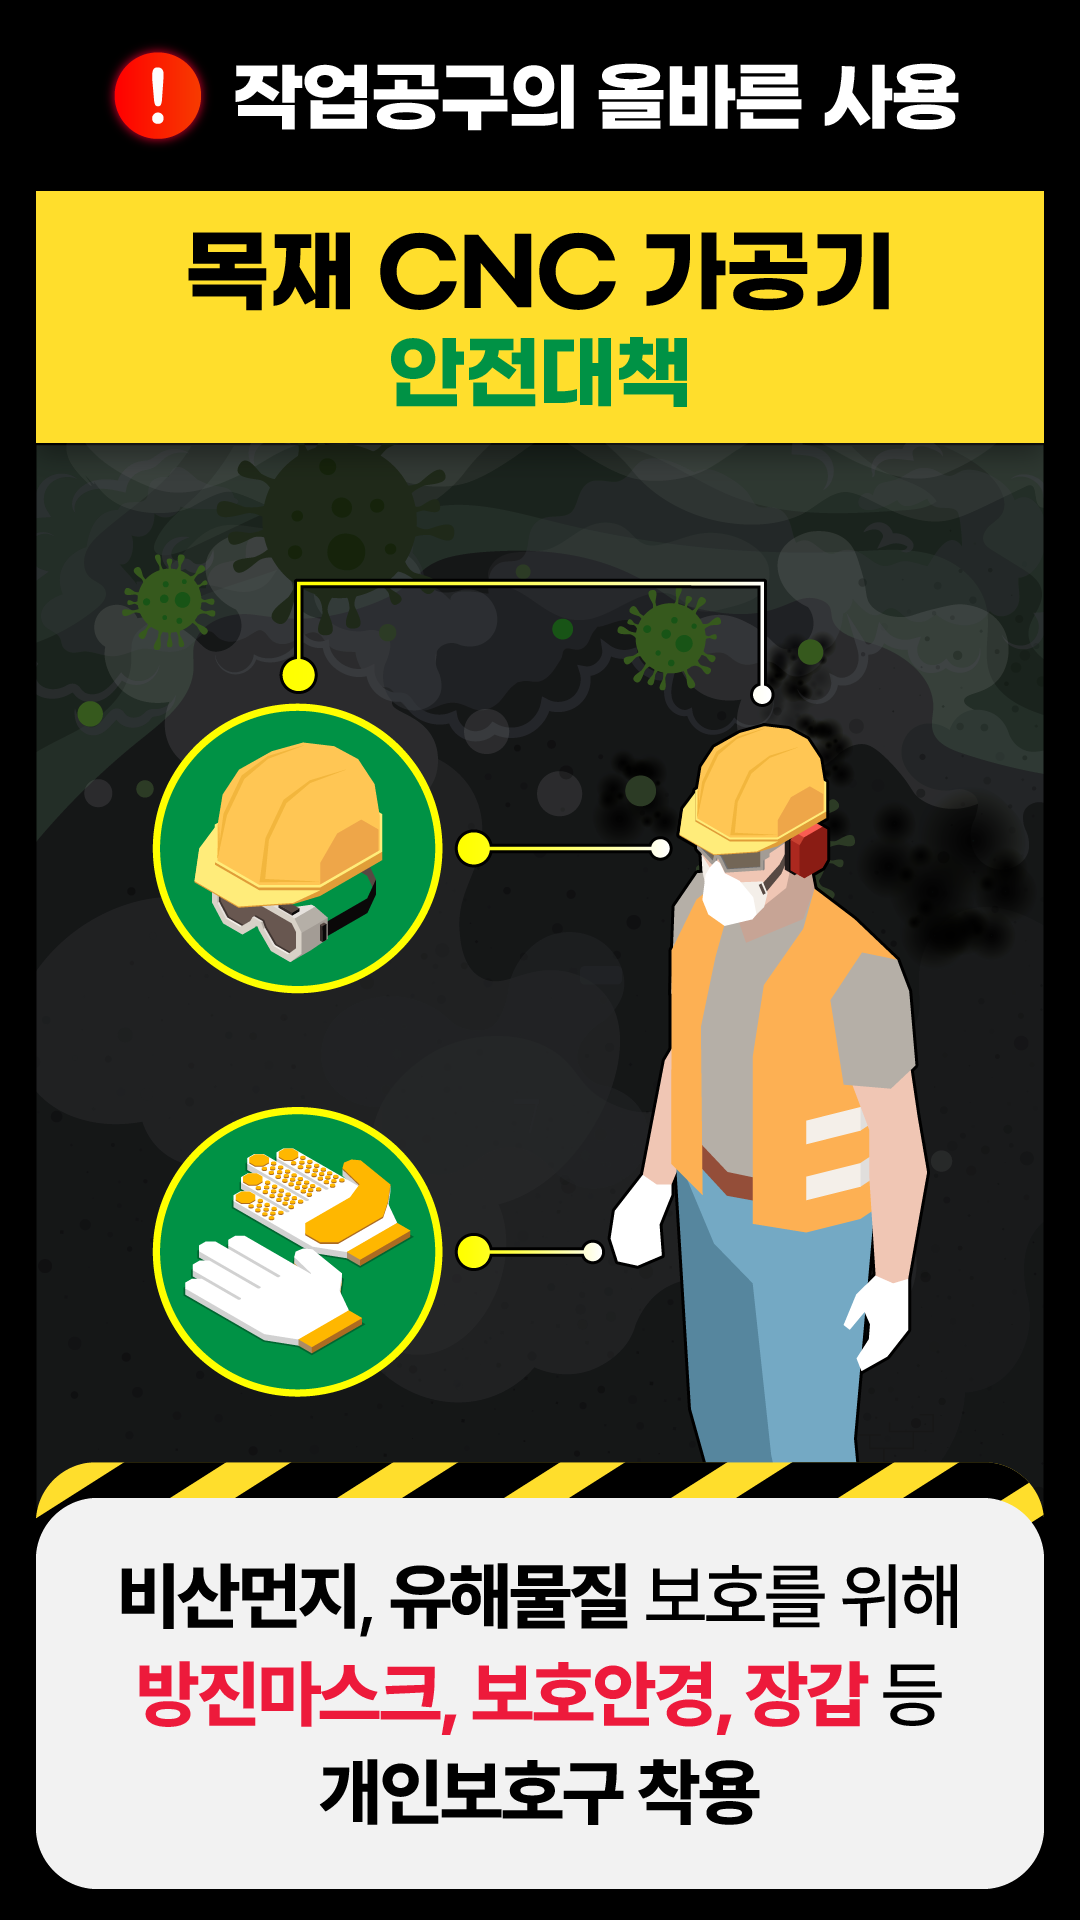 ! 작업공구의 올바른 사용
목재 CNC 가공기
안전대책
비산먼지, 유해물질 보호를 위해
방진마스크, 보호안경, 장갑 등
개인보호구 착용